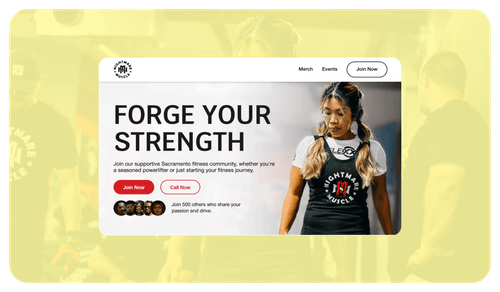 NIGHTMARE
MUSCLE
Merch Events Join Now
FORGE YOUR
STRENGTH
Join our supportive Sacramento fitness community, whether you're
a seasoned powerlifter or just starting your fitness journey.
Join Now Call Now
Join 500 others who share your
passion and drive.
NIGHTMARE
MUSCLE